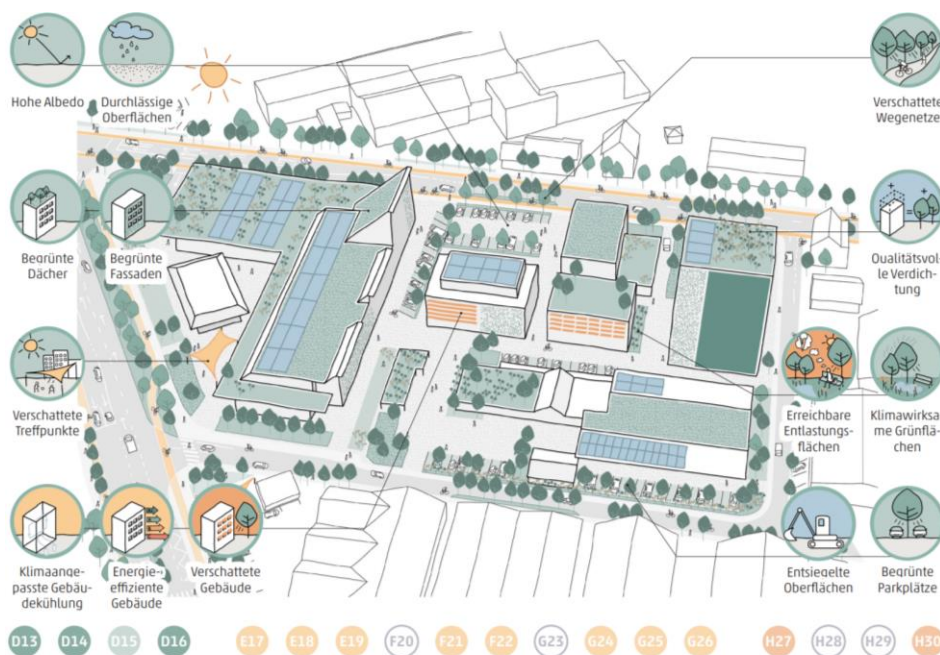 Hohe Albedo
Durchlässige
Oberflächen
Verschattete
Wegenetze
Begrünte
Dächer
Begrünte
Fassaden
Qualitätsvol-
le Verdich-
tung
Verschattete
Treffpunkte
Erreichbare
Entlastungs-
flächen
Klimawirksa-
me Grünflä-
chen
Klimaange-
passte Gebäu-
dekühlung
Energie-
effiziente
Gebäude
Verschattete
Gebäude
Entsiegelte
Oberflächen
Begrünte
Parkplätze
D13 D14 D15 D16 E17 E18 E19 F20 F21 F22 G23 G24 G25 G26 H27 H28 H29 H30